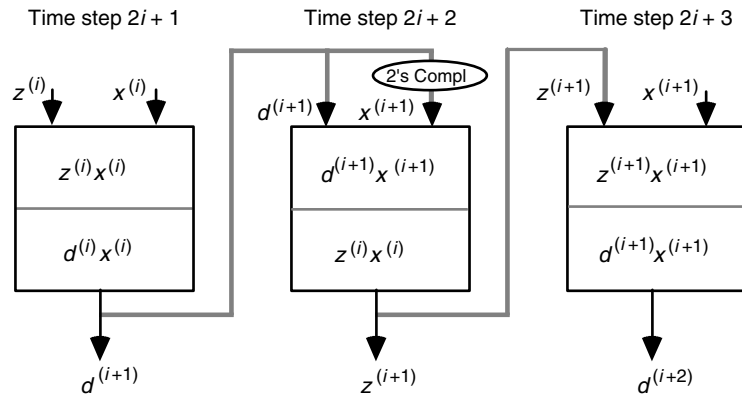 Time step 2i + 1 Time step 2i + 2 Time step 2i + 3
2's Compl
z^(i) x^(i) d^(i+1) x^(i+1) z^(i+1) x^(i+1)
z^(i)x^(i) d^(i+1)x^(i+1) z^(i+1)x^(i+1)
d^(i)x^(i) z^(i)x^(i) d^(i+1)x^(i+1)
d^(i+1) z^(i+1) d^(i+2)